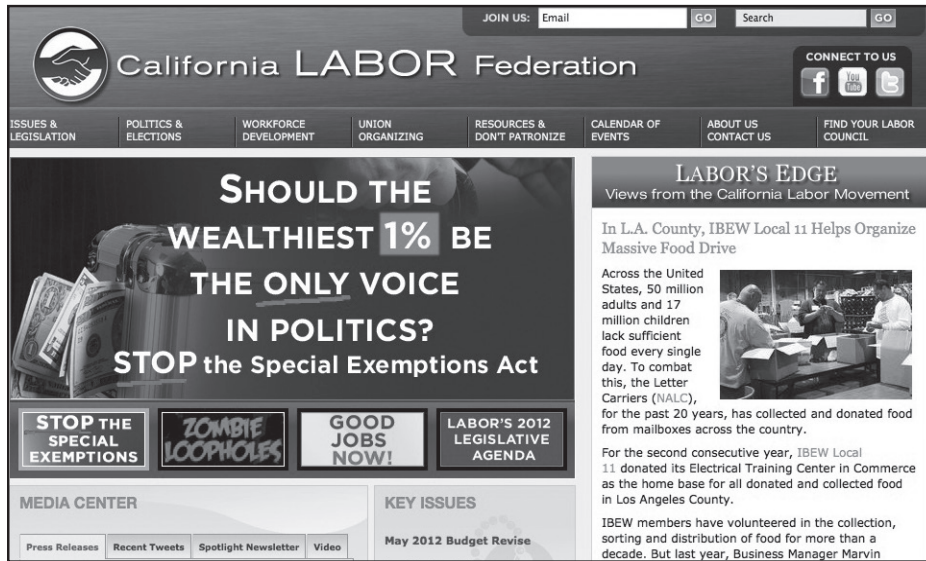 JOIN US: Email GO Search GO
California LABOR Federation
CONNECT TO US
f You Tube t
ISSUES & LEGISLATION
POLITICS & ELECTIONS
WORKFORCE DEVELOPMENT
UNION ORGANIZING
RESOURCES & DON'T PATRONIZE
CALENDAR OF EVENTS
ABOUT US CONTACT US
FIND YOUR LABOR COUNCIL
SHOULD THE
WEALTHIEST 1% BE
THE ONLY VOICE
IN POLITICS?
STOP the Special Exemptions Act
STOP THE
SPECIAL
EXEMPTIONS
ZOMBIE
LOOPHOLES
GOOD
JOBS
NOW!
LABOR'S 2012
LEGISLATIVE
AGENDA
MEDIA CENTER
Press Releases Recent Tweets Spotlight Newsletter Video
KEY ISSUES
May 2012 Budget Revise
LABOR'S EDGE
Views from the California Labor Movement
In L.A. County, IBEW Local 11 Helps Organize
Massive Food Drive
Across the United
States, 50 million
adults and 17
million children
lack sufficient
food every single
day. To combat
this, the Letter
Carriers (NALC),
for the past 20 years, has collected and donated food
from mailboxes across the country.
For the second consecutive year, IBEW Local
11 donated its Electrical Training Center in Commerce
as the home base for all donated and collected food
in Los Angeles County.
IBEW members have volunteered in the collection,
sorting and distribution of food for more than a
decade. But last year, Business Manager Marvin